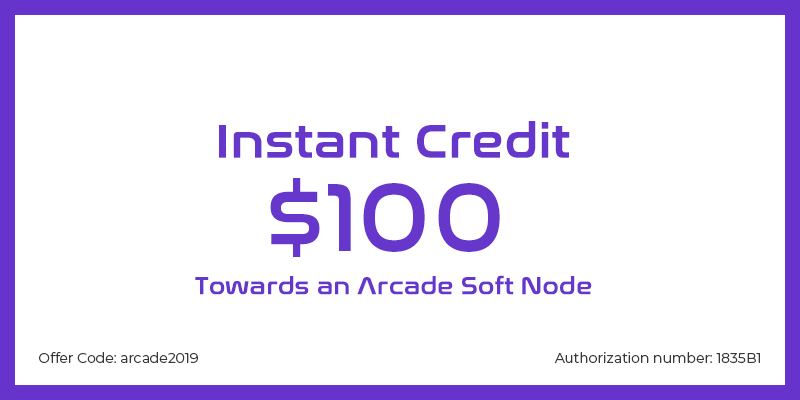 Instant Credit
$100
Towards an Arcade Soft Node
Offer Code: arcade2019
Authorization number: 1835B1